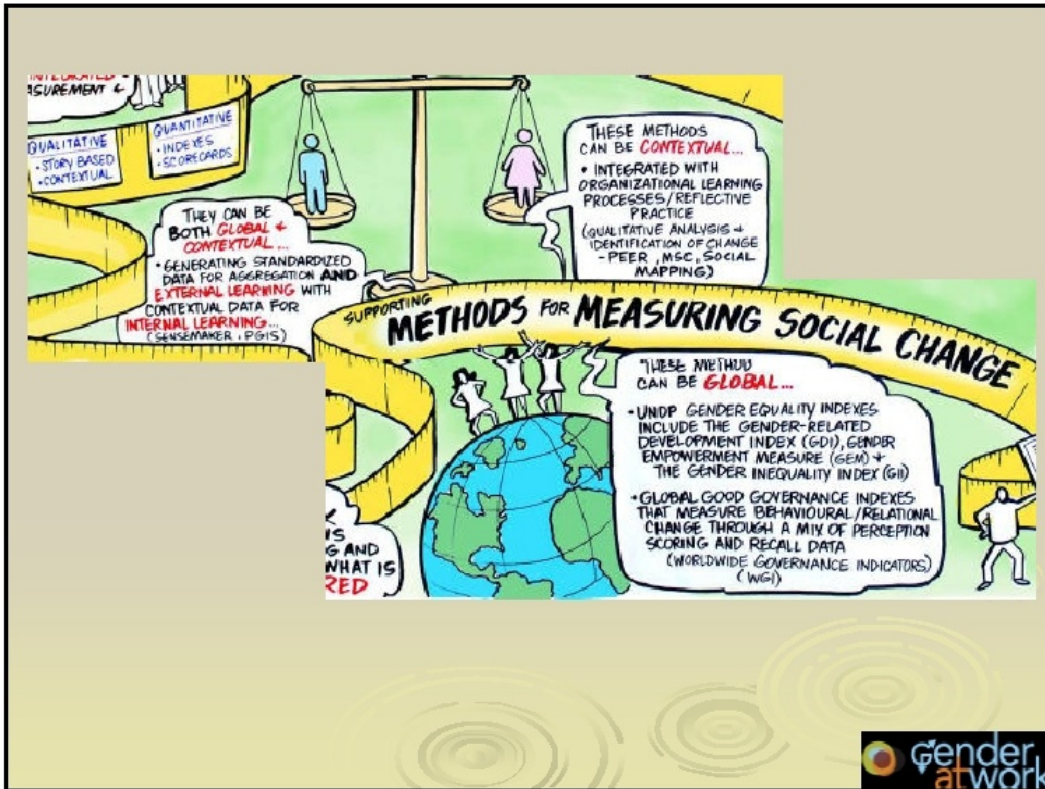 INTEGRATED
ASUREMENT &
QUALITATIVE
• STORY BASED
• CONTEXTUAL
QUANTITATIVE
• INDEXES
• SCORECARDS
THEY CAN BE
BOTH GLOBAL &
CONTEXTUAL...
• GENERATING STANDARDIZED
DATA FOR AGGREGATION AND
EXTERNAL LEARNING WITH
CONTEXTUAL DATA FOR
INTERNAL LEARNING...
(SENSEMAKER, PGIS)
THESE METHODS
CAN BE CONTEXTUAL...
• INTEGRATED WITH
ORGANIZATIONAL LEARNING
PROCESSES/REFLECTIVE
PRACTICE
(QUALITATIVE ANALYSIS &
IDENTIFICATION OF CHANGE
- PEER, MSC, SOCIAL
MAPPING)
SUPPORTING METHODS FOR MEASURING SOCIAL CHANGE
THESE METHOD
CAN BE GLOBAL...
• UNDP GENDER EQUALITY INDEXES
INCLUDE THE GENDER-RELATED
DEVELOPMENT INDEX (GDI), GENDER
EMPOWERMENT MEASURE (GEM) &
THE GENDER INEQUALITY INDEX (GII)
• GLOBAL GOOD GOVERNANCE INDEXES
THAT MEASURE BEHAVIOURAL/RELATIONAL
CHANGE THROUGH A MIX OF PERCEPTION
SCORING AND RECALL DATA
(WORLDWIDE GOVERNANCE INDICATORS)
(WGI)
IS
G AND
WHAT IS
RED
gender
at work